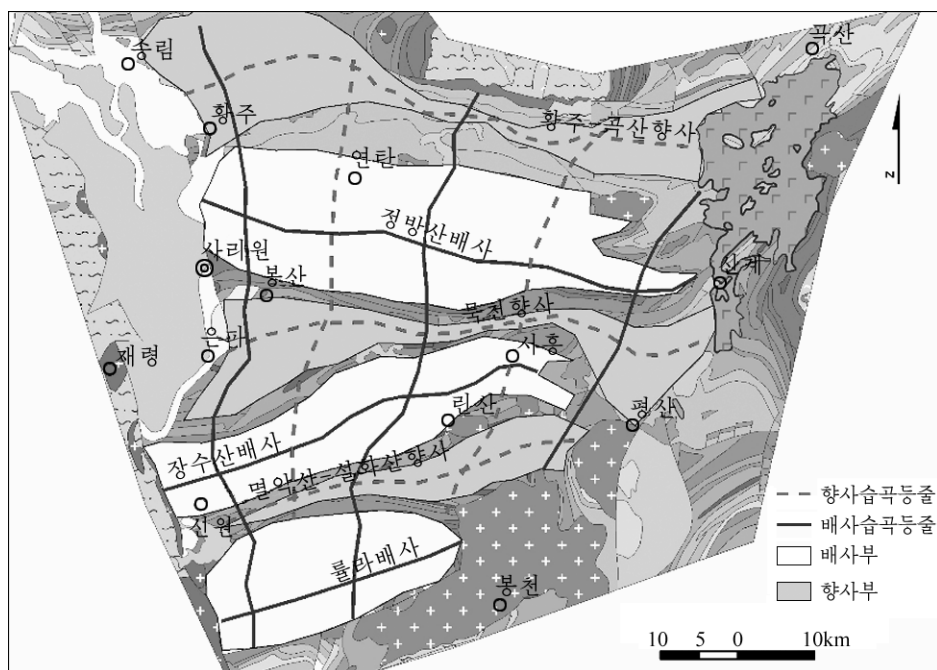 송림
곡산
황주
황주-곡산향사
연탄
정방산배사
사리원
봉산
신계
묵천향사
은파
서흥
재령
린산
평산
장수산배사
멸악산-설화산향사
신원
률라배사
봉천
향사습곡등줄
배사습곡등줄
배사부
향사부
10 5 0 10km
z